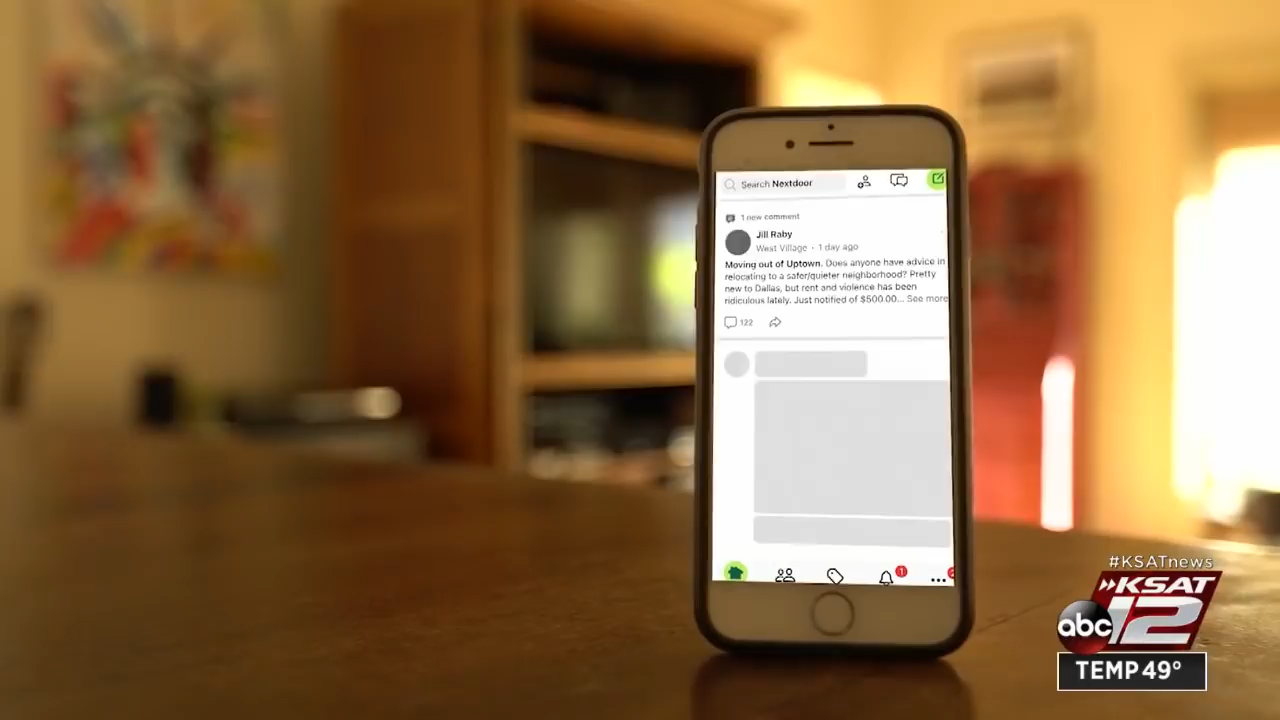 Search Nextdoor
1 new comment
Jill Raby
West Village · 1 day ago
Moving out of Uptown. Does anyone have advice in
relocating to a safer/quieter neighborhood? Pretty
new to Dallas, but rent and violence has been
ridiculous lately. Just notified of $500.00... See more
122
1
#KSATnews
KSAT
abc 12
TEMP 49°